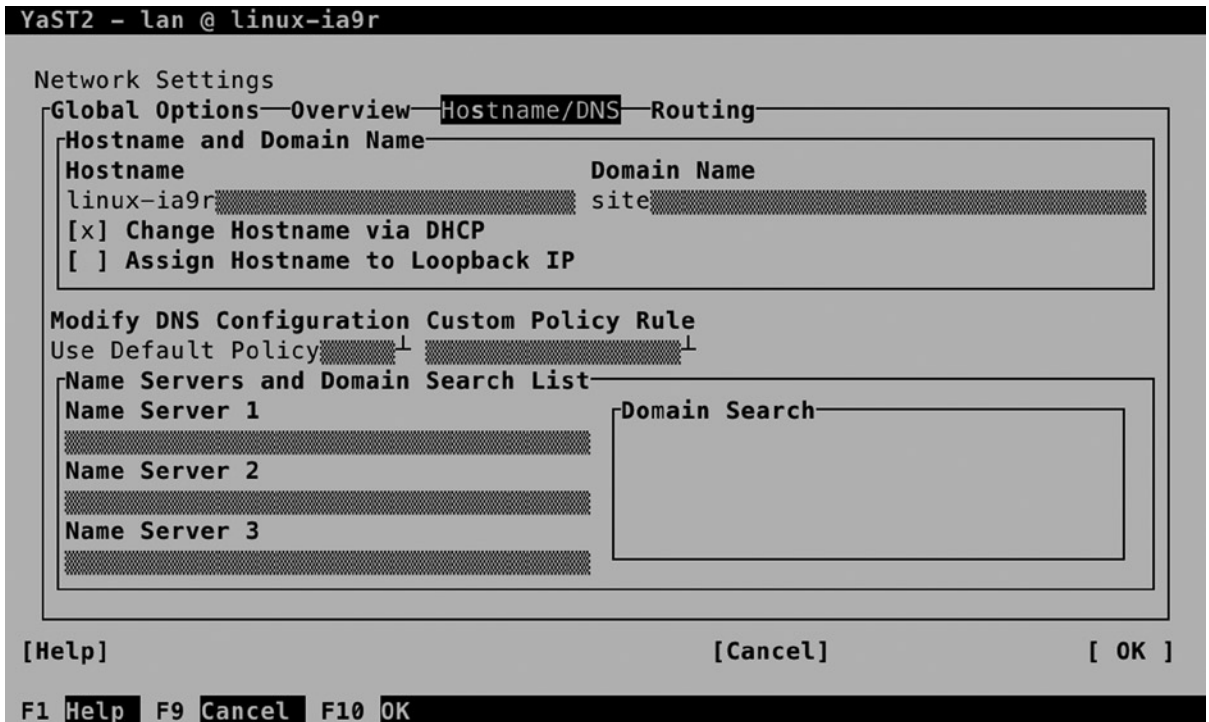 YaST2 - lan @ linux-ia9r
Network Settings
Global Options Overview Hostname/DNS Routing
Hostname and Domain Name
Hostname Domain Name
linux-ia9r site
[x] Change Hostname via DHCP
[ ] Assign Hostname to Loopback IP
Modify DNS Configuration Custom Policy Rule
Use Default Policy
Name Servers and Domain Search List
Name Server 1 Domain Search
Name Server 2
Name Server 3
[Help] [Cancel] [ OK ]
F1 Help F9 Cancel F10 OK